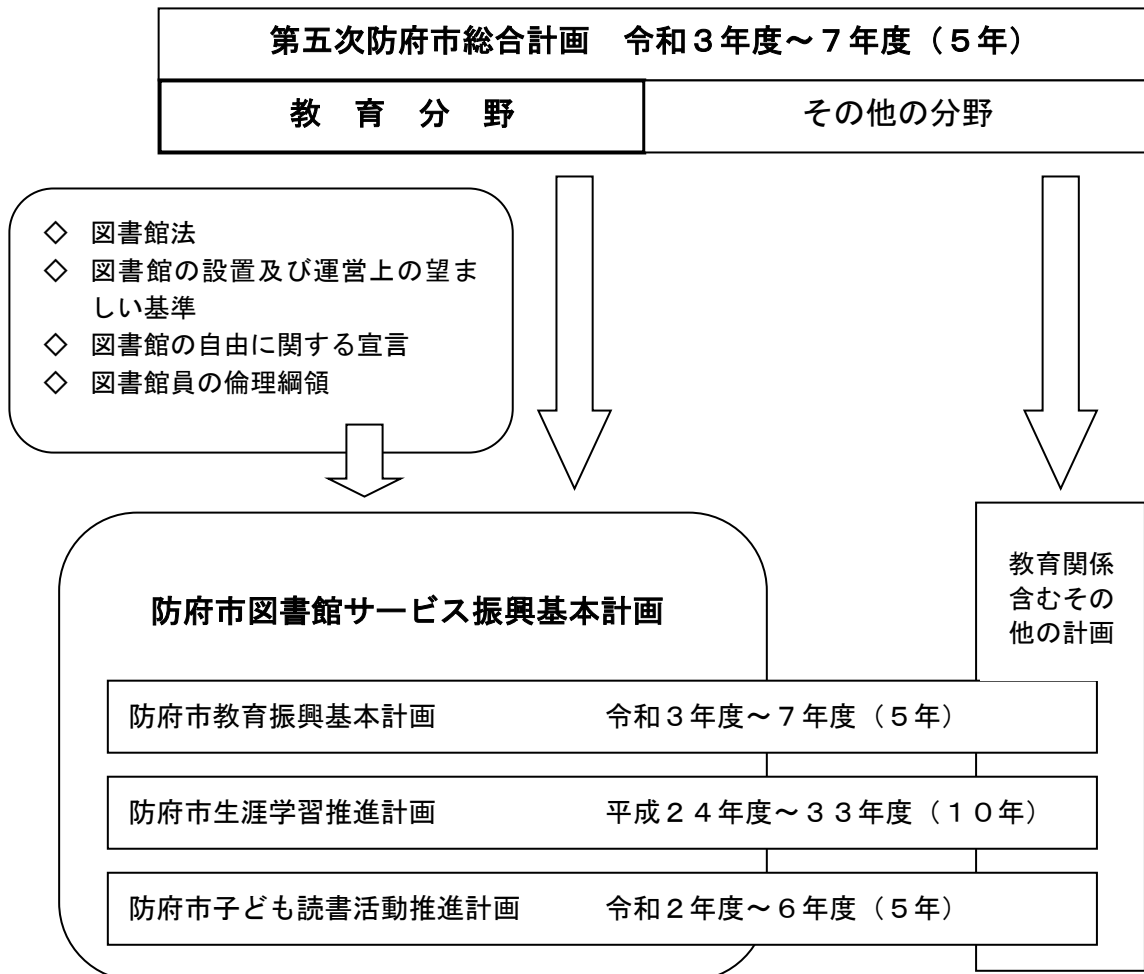 第五次防府市総合計画　令和３年度～７年度（５年）
教　育　分　野
その他の分野
◇　図書館法
◇　図書館の設置及び運営上の望ま
しい基準
◇　図書館の自由に関する宣言
◇　図書館員の倫理綱領
防府市図書館サービス振興基本計画
教育関係
含むその
他の計画
防府市教育振興基本計画　令和３年度～７年度（５年）
防府市生涯学習推進計画　平成２４年度～３３年度（１０年）
防府市子ども読書活動推進計画　令和２年度～６年度（５年）